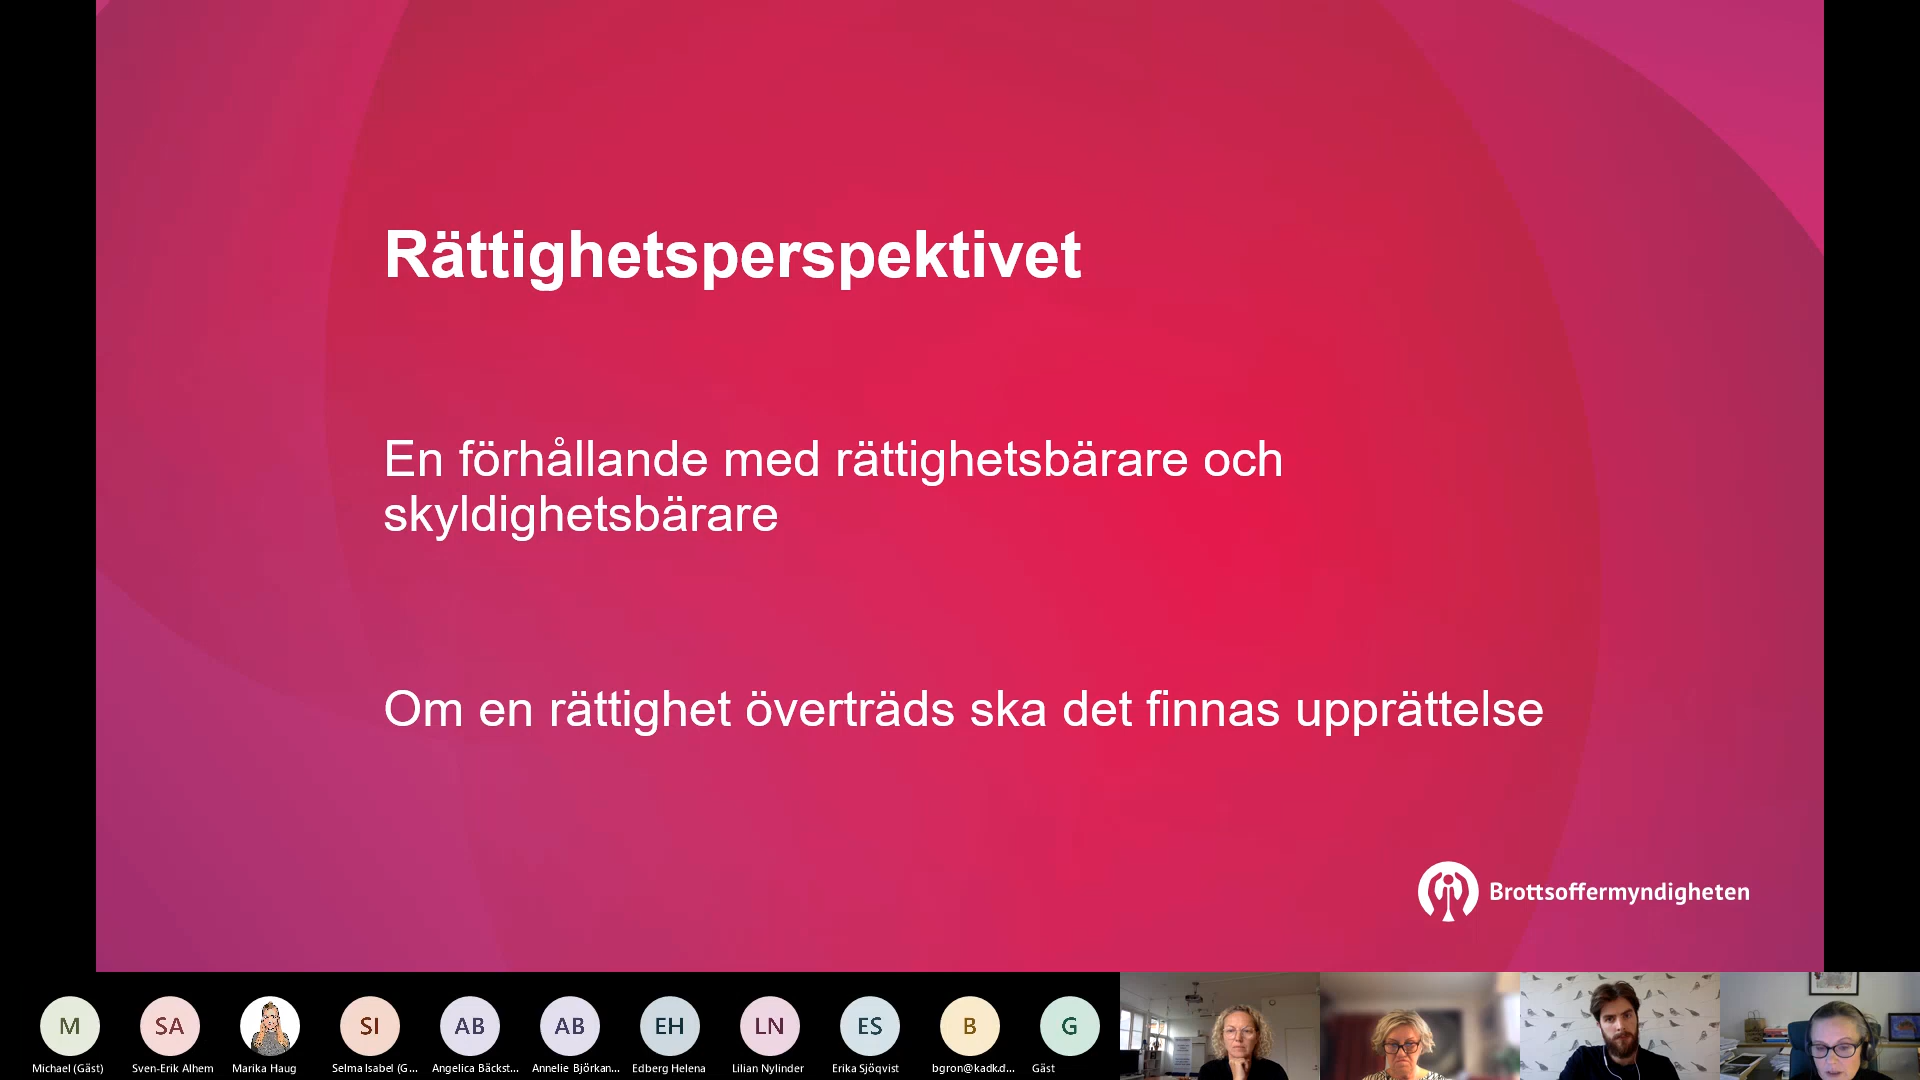 Rättighetsperspektivet
En förhållande med rättighetsbärare och
skyldighetsbärare
Om en rättighet överträds ska det finnas upprättelse
Brottsoffermyndigheten
M
SA
SI
AB
AB
EH
LN
ES
B
G
Michael (Gäst)
Sven-Erik Alhem
Marika Haug
Selma Isabel (G...
Angelica Bäckst...
Annelie Björkan...
Edberg Helena
Lilian Nylinder
Erika Sjöqvist
bgron@kadk.d...
Gäst